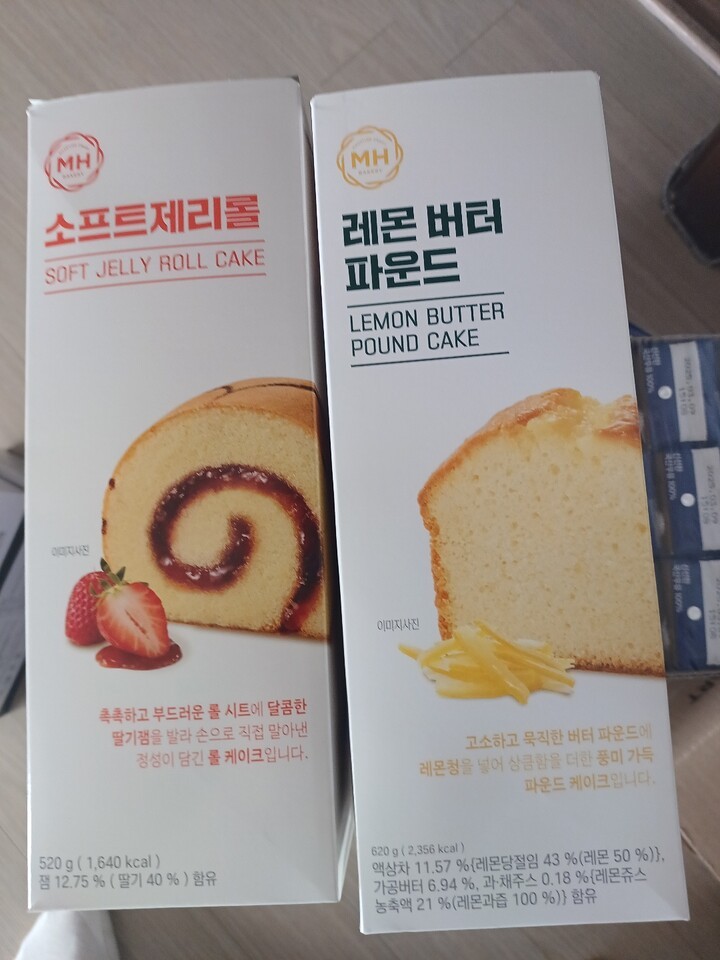 MH
BAKERY
소프트제리롤
SOFT JELLY ROLL CAKE
이미지사진
촉촉하고 부드러운 롤 시트에 달콤한
딸기잼을 발라 손으로 직접 말아낸
정성이 담긴 롤 케이크입니다.
520 g ( 1,640 kcal )
잼 12.75 % ( 딸기 40 % ) 함유
MH
BAKERY
레몬 버터
파운드
LEMON BUTTER
POUND CAKE
이미지사진
고소하고 묵직한 버터 파운드에
레몬청을 넣어 상큼함을 더한 풍미 가득
파운드 케이크입니다.
620 g ( 2,356 kcal )
액상차 11.57 %{레몬당절임 43 %(레몬 50 %)},
가공버터 6.94 %, 과·채주스 0.18 %{레몬쥬스
농축액 21 %(레몬과즙 100 %)} 함유